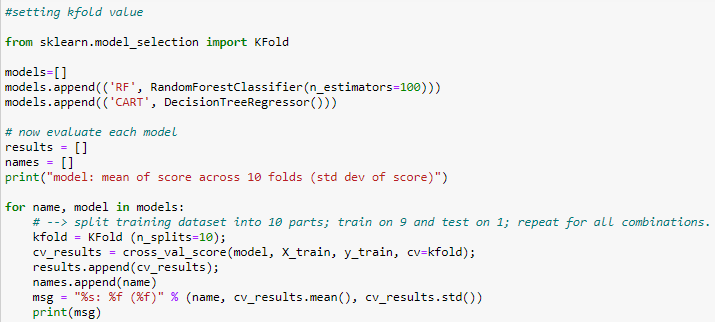 #setting kfold value
from sklearn.model_selection import KFold
models=[]
models.append(('RF', RandomForestClassifier(n_estimators=100)))
models.append(('CART', DecisionTreeRegressor()))
# now evaluate each model
results = []
names = []
print("model: mean of score across 10 folds (std dev of score)")
for name, model in models:
    # --> split training dataset into 10 parts; train on 9 and test on 1; repeat for all combinations.
    kfold = KFold (n_splits=10);
    cv_results = cross_val_score(model, X_train, y_train, cv=kfold);
    results.append(cv_results);
    names.append(name)
    msg = "%s: %f (%f)" % (name, cv_results.mean(), cv_results.std())
    print(msg)